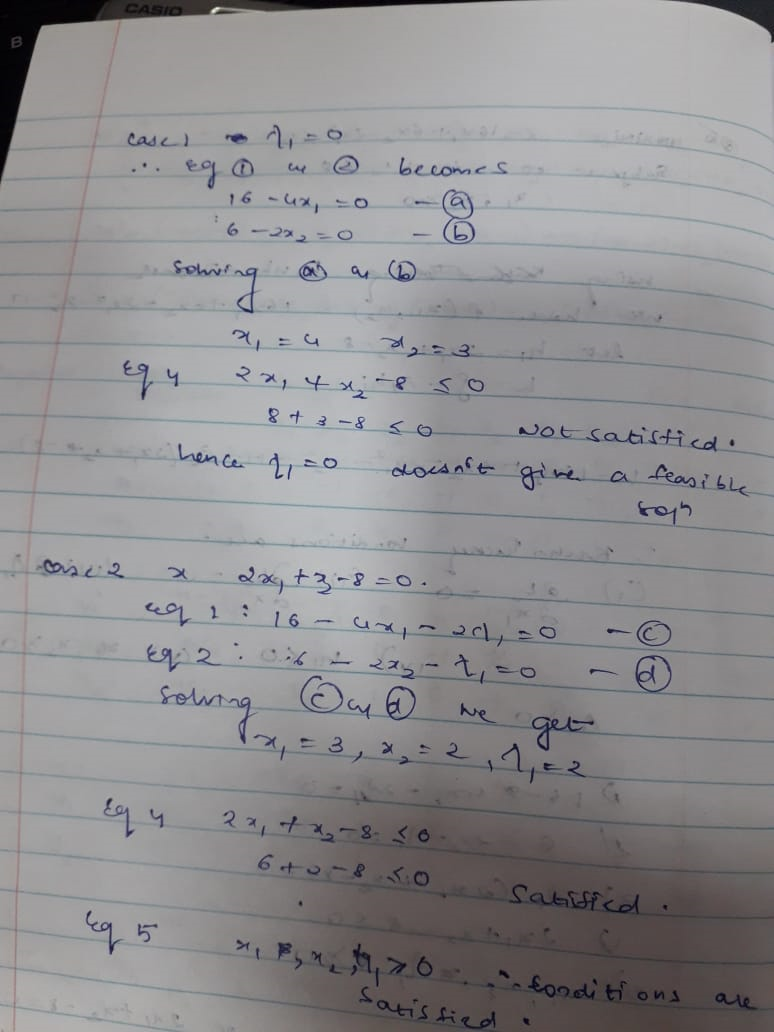 CASIO
B
case 1 - λ₁ = 0
∴ Eq ① & ② becomes
16 - 4x₁ = 0 - ⓐ
6 - 2x₂ = 0 - ⓑ
Solving ⓐ & ⓑ
x₁ = 4 x₂ = 3
Eq 4 2x₁ + x₂ - 8 ≤ 0
8 + 3 - 8 ≤ 0 Not satisfied.
hence λ₁ = 0 doesn't give a feasible
soln
case 2 x 2x₁ + x₂ - 8 = 0.
eq 1 : 16 - 4x₁ - 2λ₁ = 0 - ⓒ
Eq 2 : 6 - 2x₂ - λ₁ = 0 - ⓓ
Solving ⓒ & ⓓ we get
x₁ = 3, x₂ = 2, λ₁ = 2
Eq 4 2x₁ + x₂ - 8 ≤ 0
6 + 2 - 8 ≤ 0 Satisfied.
Eq 5 x₁, x₂, λ₁ ≥ 0 ∴ Conditions are
Satisfied.